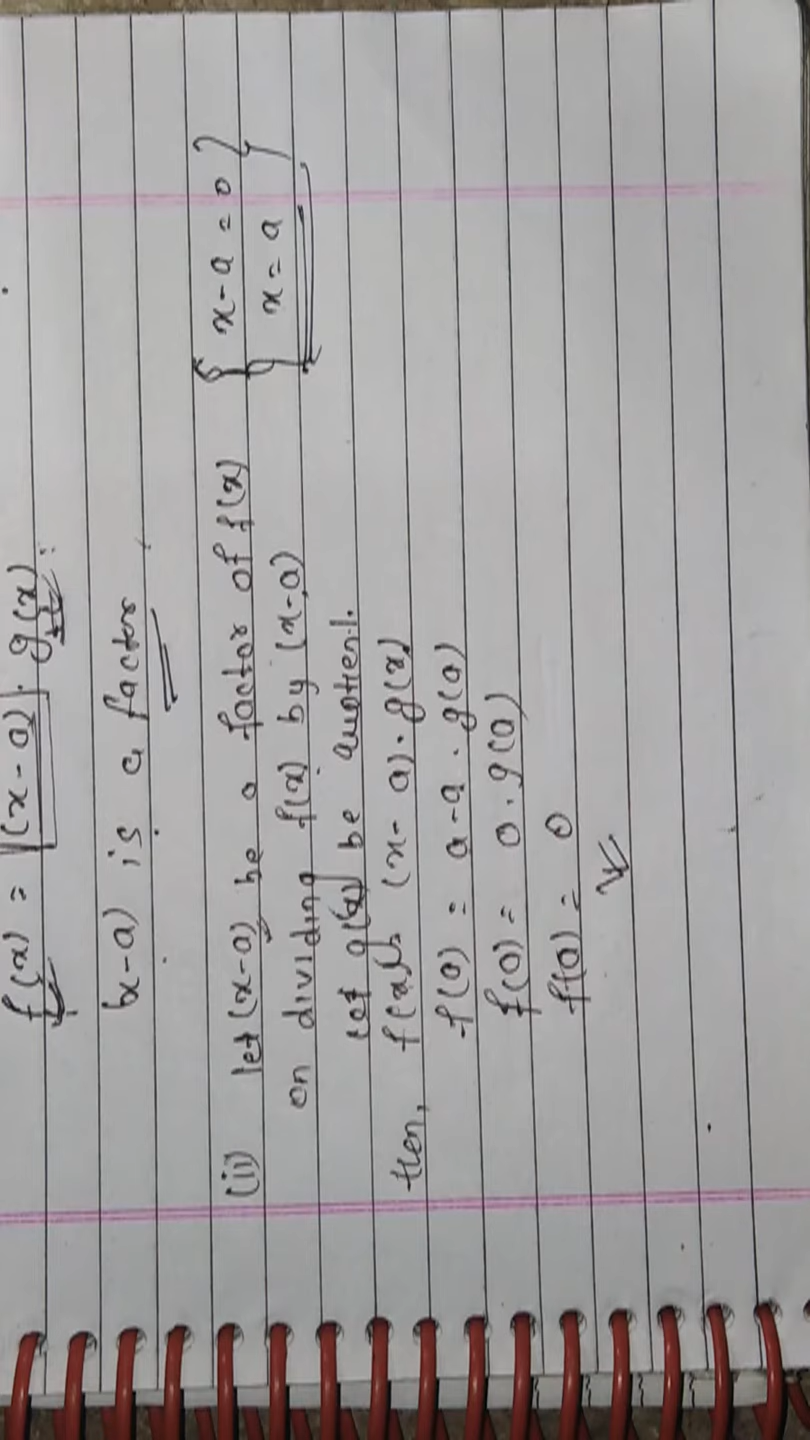 f(x) = (x - a) . g(x)
(x-a) is a factor
(ii) let (x-a) be a factor of f(x) { x-a = 0 }
on dividing f(x) by (x-a) { x = a }
let g(x) be quotient.
then, f(x) = (x- a) . g(x)
f(a) = a-a . g(a)
f(a) = 0 . g(a)
f(a) = 0